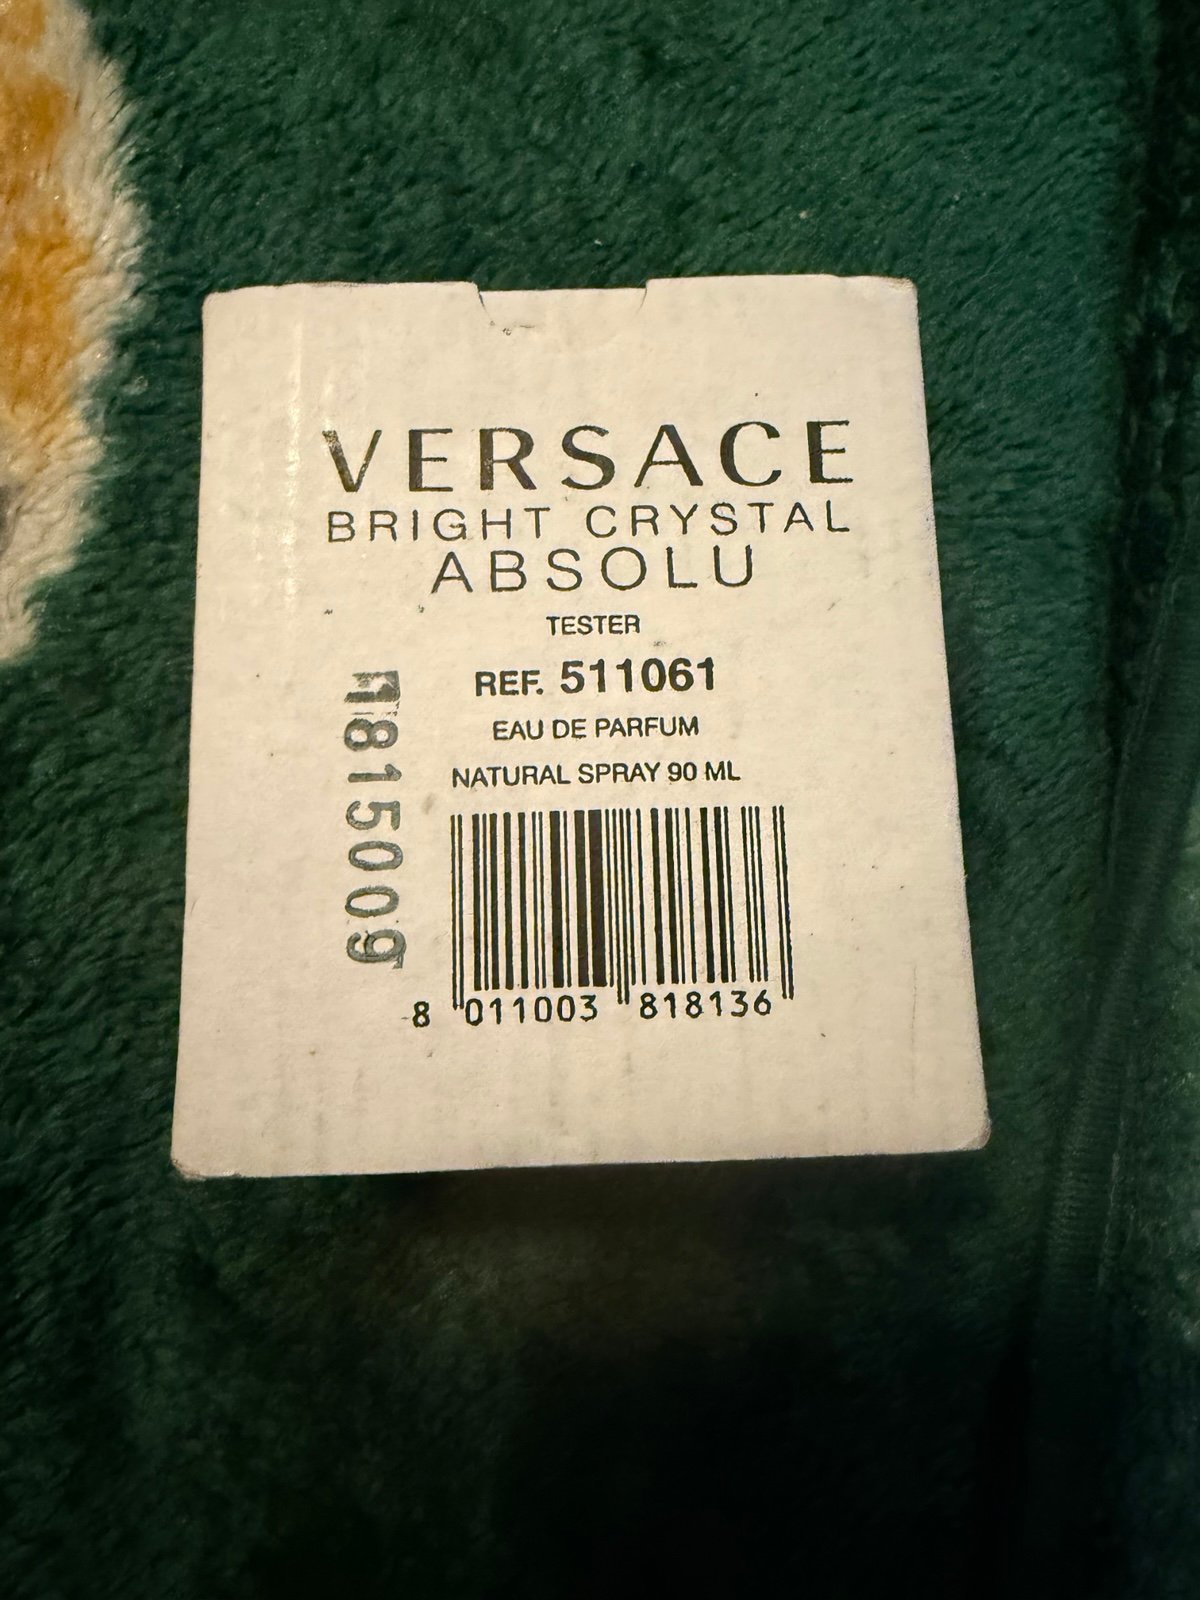 VERSACE
BRIGHT CRYSTAL
ABSOLU
TESTER
REF. 511061
EAU DE PARFUM
NATURAL SPRAY 90 ML
8 011003 818136